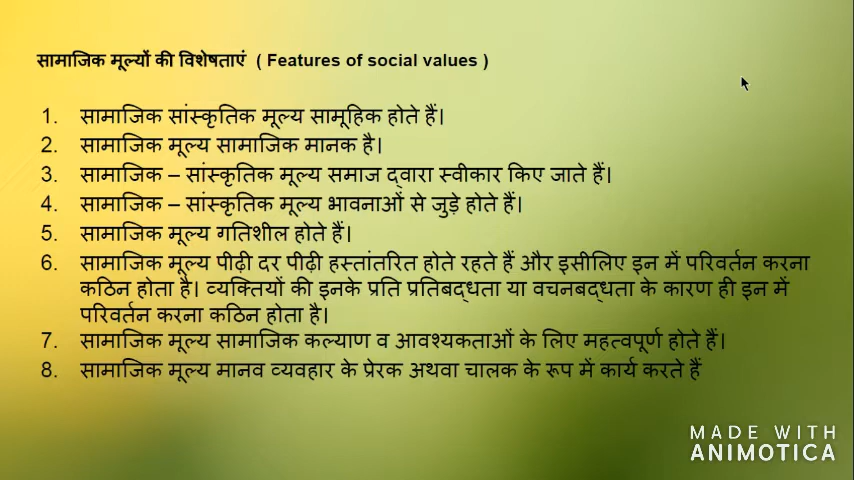 सामाजिक मूल्यों की विशेषताएं ( Features of social values )
1. सामाजिक सांस्कृतिक मूल्य सामूहिक होते हैं।
2. सामाजिक मूल्य सामाजिक मानक है।
3. सामाजिक – सांस्कृतिक मूल्य समाज द्वारा स्वीकार किए जाते हैं।
4. सामाजिक – सांस्कृतिक मूल्य भावनाओं से जुड़े होते हैं।
5. सामाजिक मूल्य गतिशील होते हैं।
6. सामाजिक मूल्य पीढ़ी दर पीढ़ी हस्तांतरित होते रहते हैं और इसीलिए इन में परिवर्तन करना
कठिन होता है। व्यक्तियों की इनके प्रति प्रतिबद्धता या वचनबद्धता के कारण ही इन में
परिवर्तन करना कठिन होता है।
7. सामाजिक मूल्य सामाजिक कल्याण व आवश्यकताओं के लिए महत्वपूर्ण होते हैं।
8. सामाजिक मूल्य मानव व्यवहार के प्रेरक अथवा चालक के रूप में कार्य करते हैं
MADE WITH
ANIMOTICA